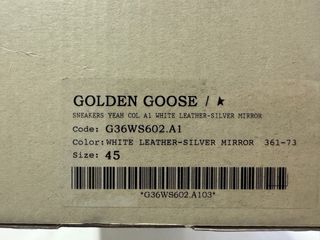 GOLDEN GOOSE / ★
SNEAKERS YEAH COL A1 WHITE LEATHER-SILVER MIRROR
Code: G36WS602.A1
Color: WHITE LEATHER-SILVER MIRROR 361-73
Size: 45
*G36WS602.A103*